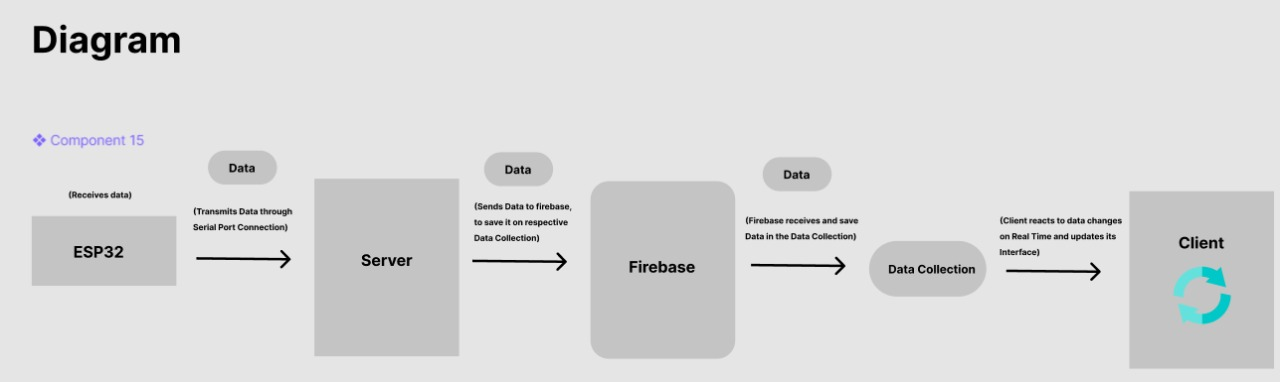 Diagram
Component 15
Data
Data
Data
(Receives data)
(Transmits Data through
Serial Port Connection)
(Sends Data to firebase,
to save it on respective
Data Collection)
(Firebase receives and save
Data in the Data Collection)
(Client reacts to data changes
on Real Time and updates its
Interface)
ESP32
Server
Firebase
Data Collection
Client